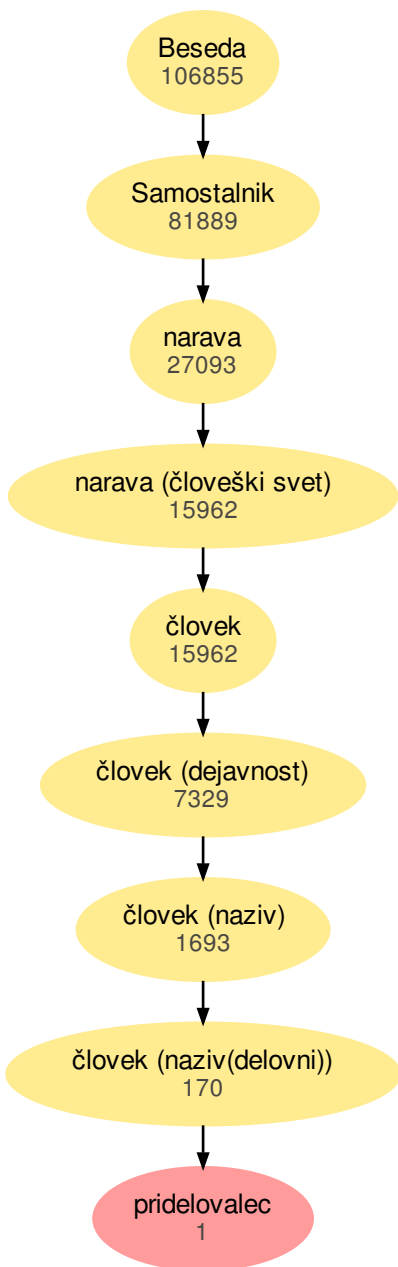 Beseda
106855
Samostalnik
81889
narava
27093
narava (človeški svet)
15962
človek
15962
človek (dejavnost)
7329
človek (naziv)
1693
človek (naziv(delovni))
170
pridelovalec
1